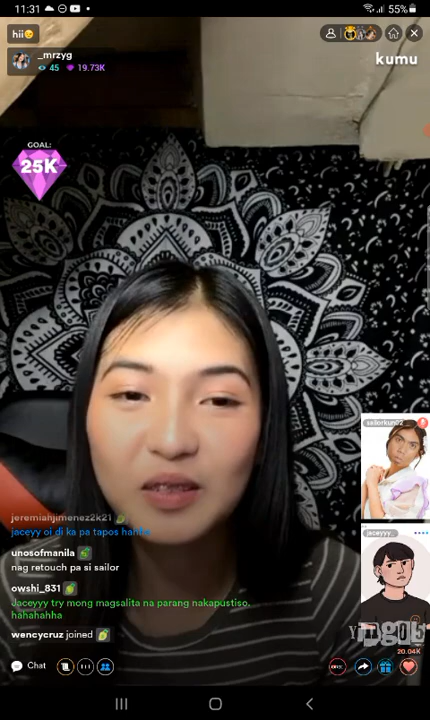 11:31
55%
hii😊
_mrzyg
45 19.73K
kumu
GOAL:
25K
sailorkun02
jeremiahjimenez2k21
jaceyy oi di ka pa tapos hahha
unosofmanila
nag retouch pa si sailor
jaceyyy_
owshi_831
Jaceyyy try mong magsalita na parang nakapustiso.
hahahahha
wencycruz joined
20.04K
Chat